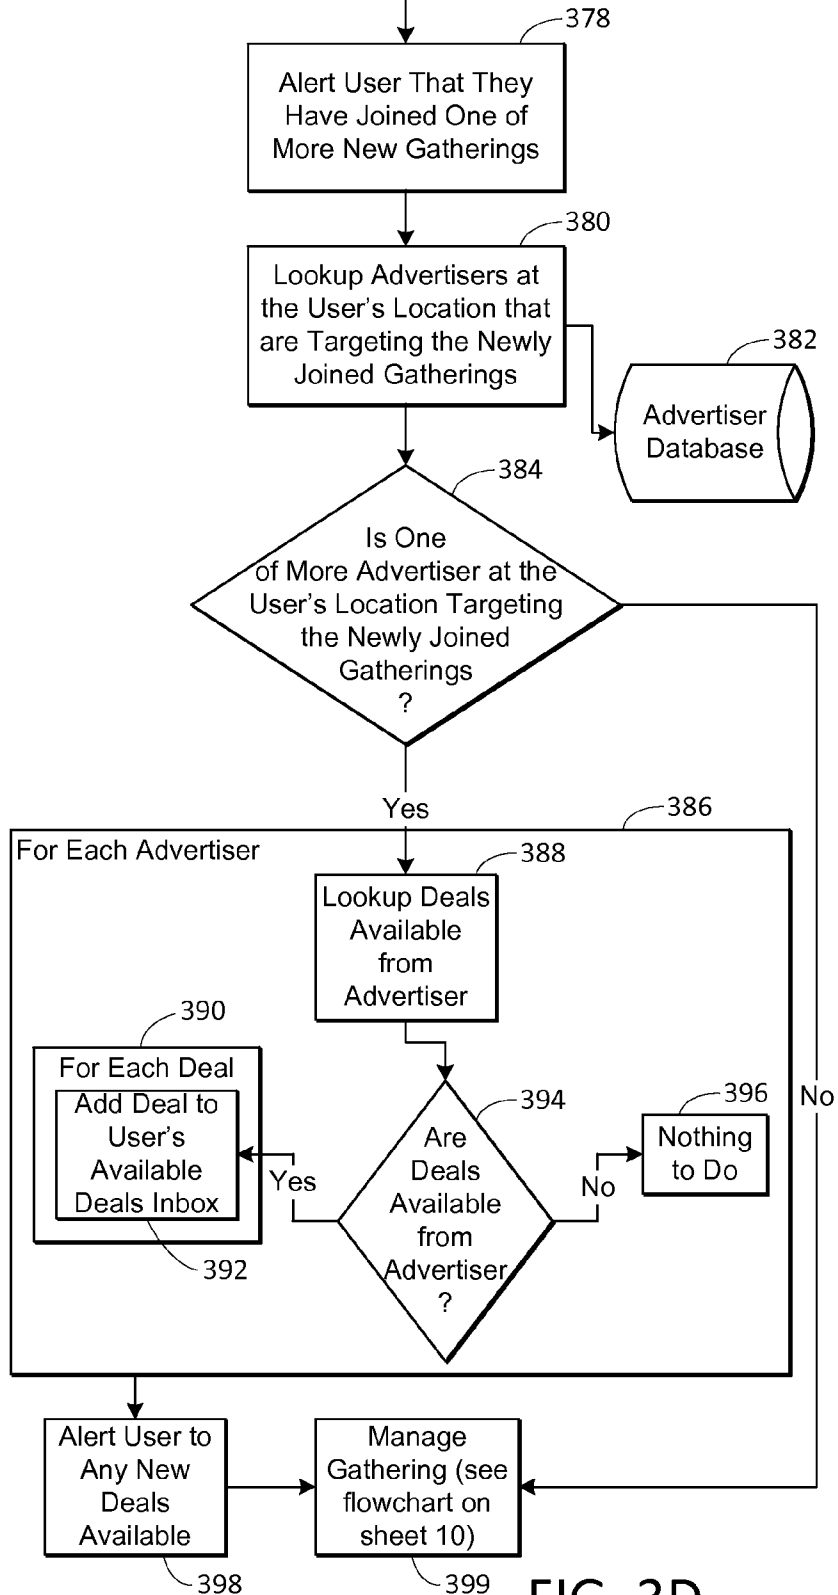 378
Alert User That They
Have Joined One of
More New Gatherings
380
Lookup Advertisers at
the User's Location that
are Targeting the Newly
Joined Gatherings
382
Advertiser
Database
384
Is One
of More Advertiser at the
User's Location Targeting
the Newly Joined
Gatherings
?
Yes
386
For Each Advertiser
388
Lookup Deals
Available
from
Advertiser
390
For Each Deal
Add Deal to
User's
Available
Deals Inbox
392
Yes
394
Are
Deals
Available
from
Advertiser
?
No
396
Nothing
to Do
No
Alert User to
Any New
Deals
Available
398
Manage
Gathering (see
flowchart on
sheet 10)
399
FIG. 3D